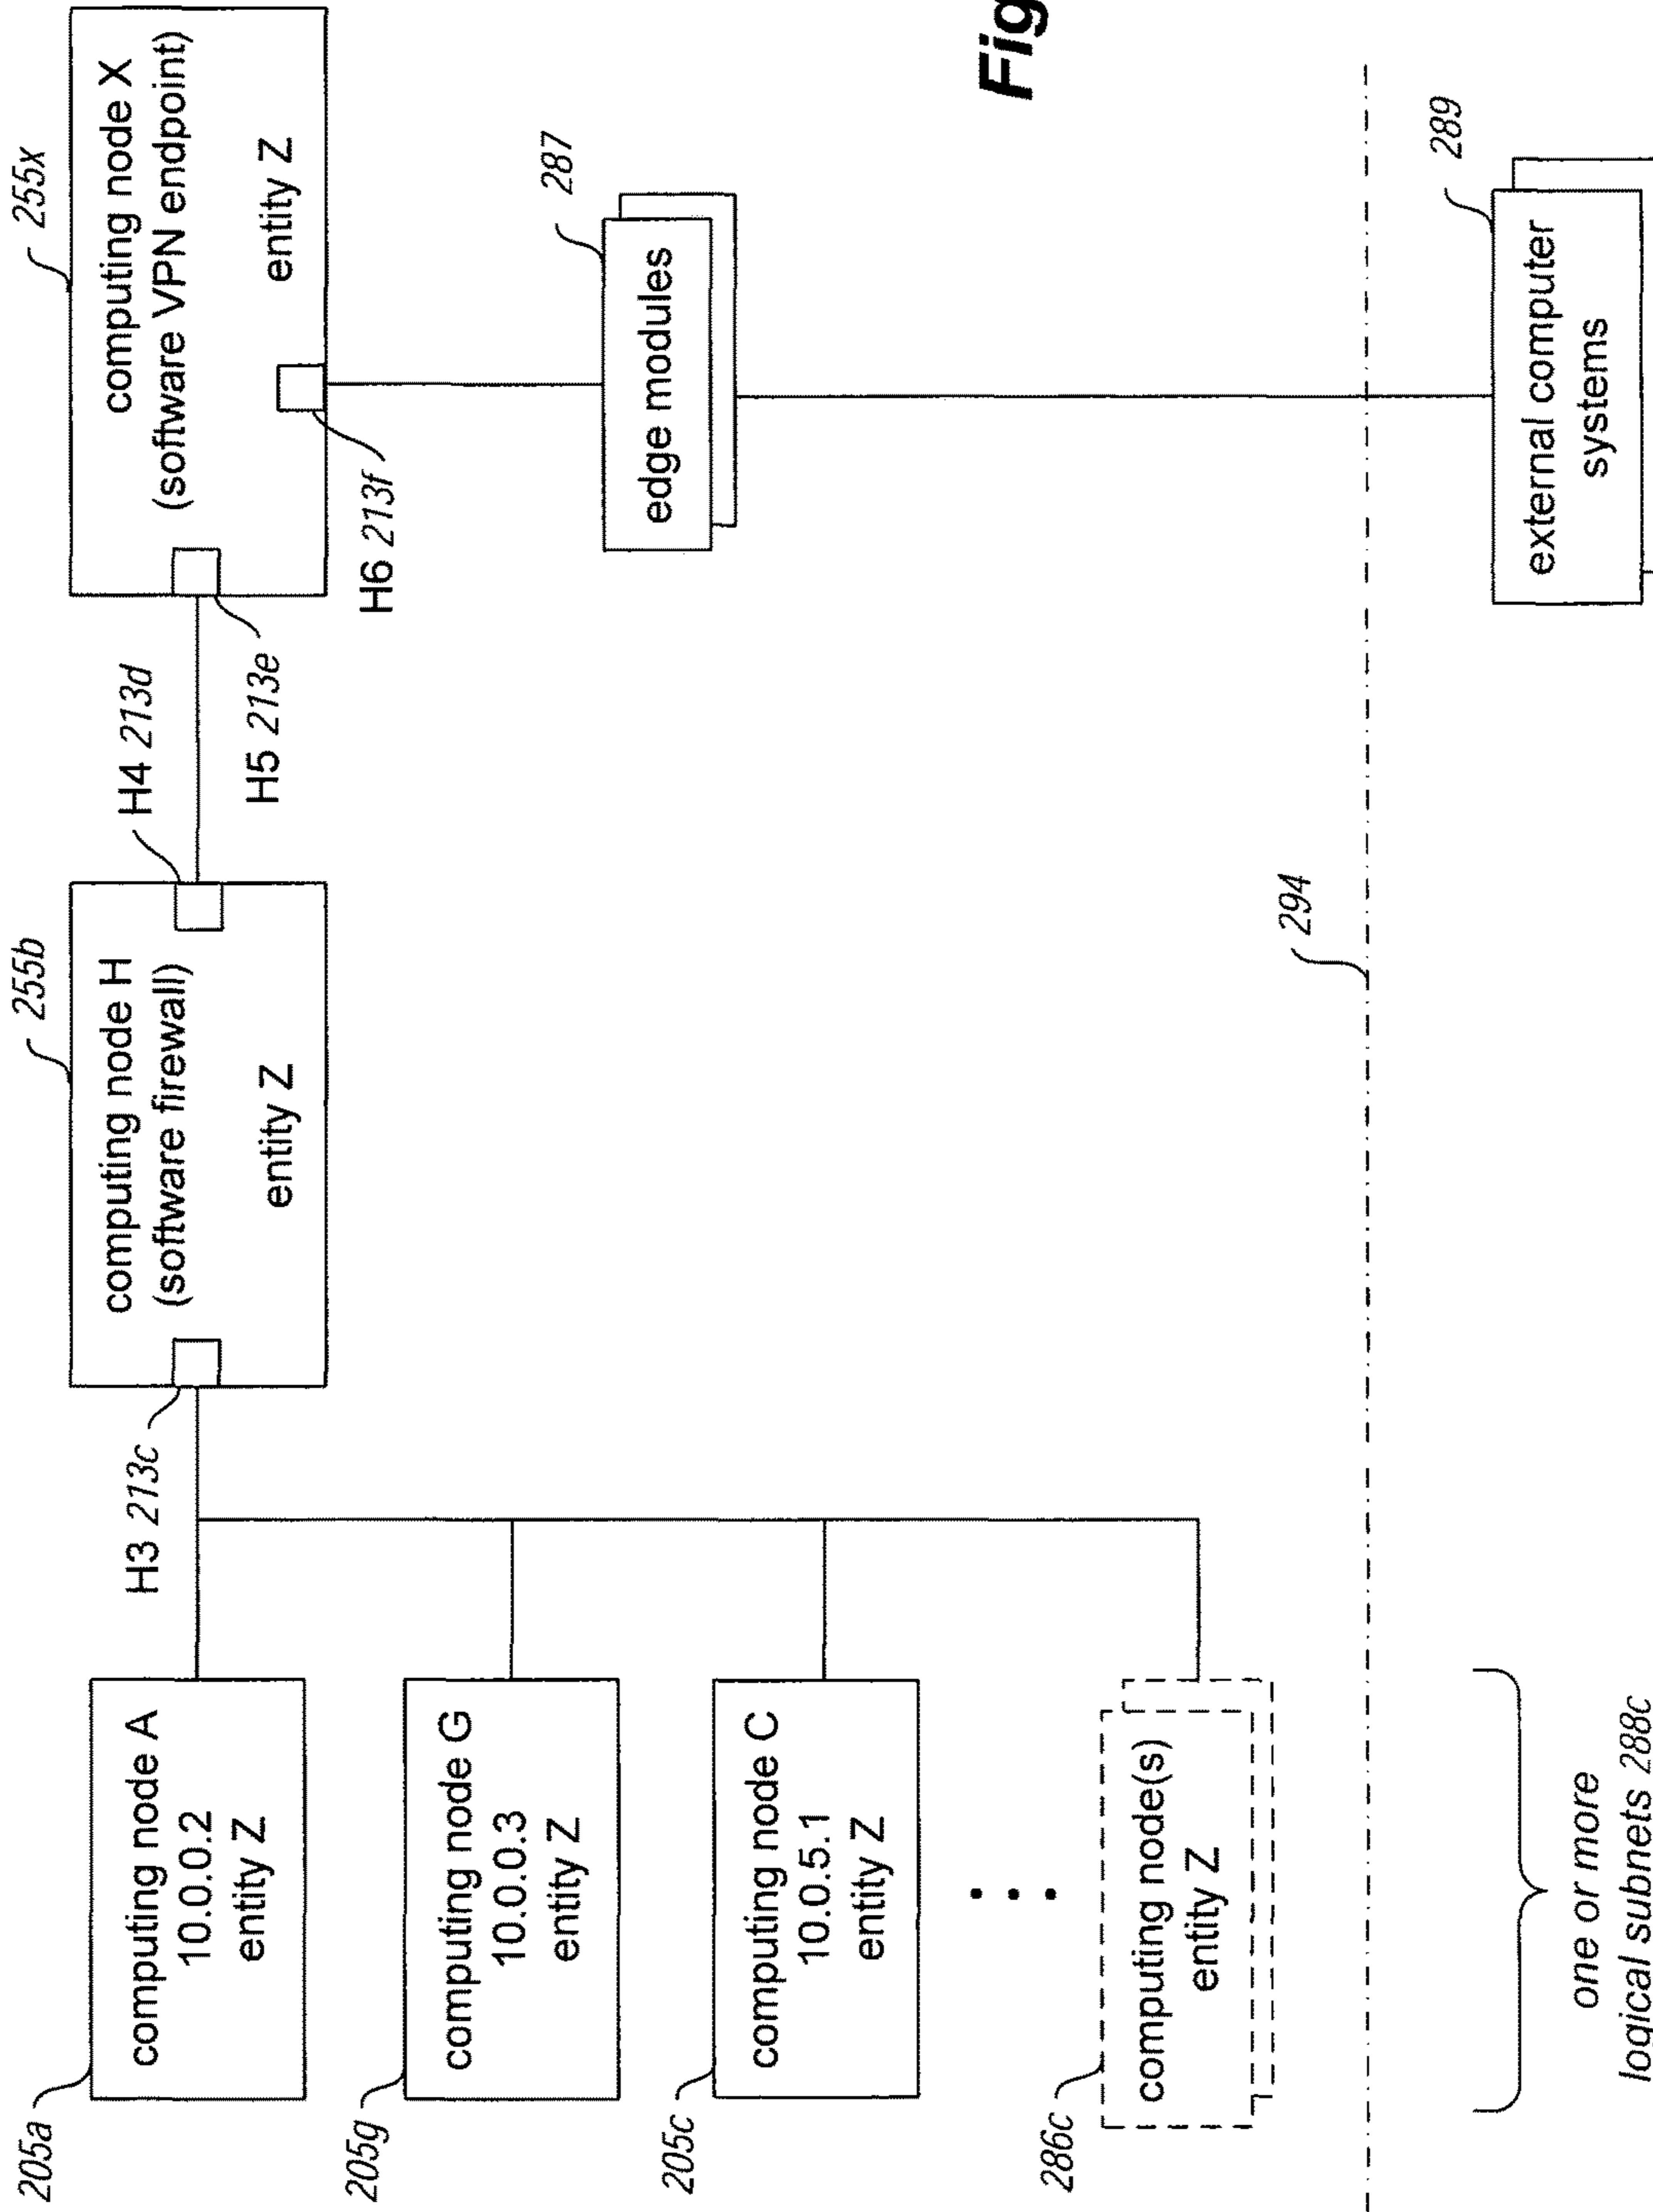 205a
computing node A
10.0.0.2
entity Z
205g
computing node G
10.0.0.3
entity Z
205c
computing node C
10.0.5.1
entity Z
286c
computing node(s)
entity Z
one or more
logical subnets 288c
H3 213c
255b
computing node H
(software firewall)
entity Z
H4 213d
H5 213e
255x
computing node X
(software VPN endpoint)
entity Z
H6 213f
287
edge modules
294
289
external computer
systems
Fig